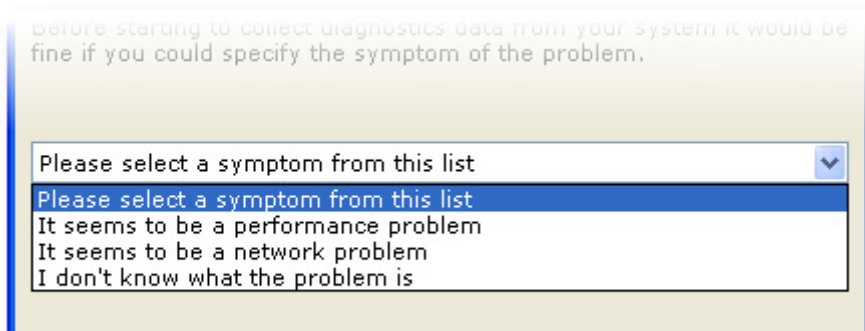 Before starting to collect diagnostics data from your system it would be
fine if you could specify the symptom of the problem.
Please select a symptom from this list
Please select a symptom from this list
It seems to be a performance problem
It seems to be a network problem
I don't know what the problem is